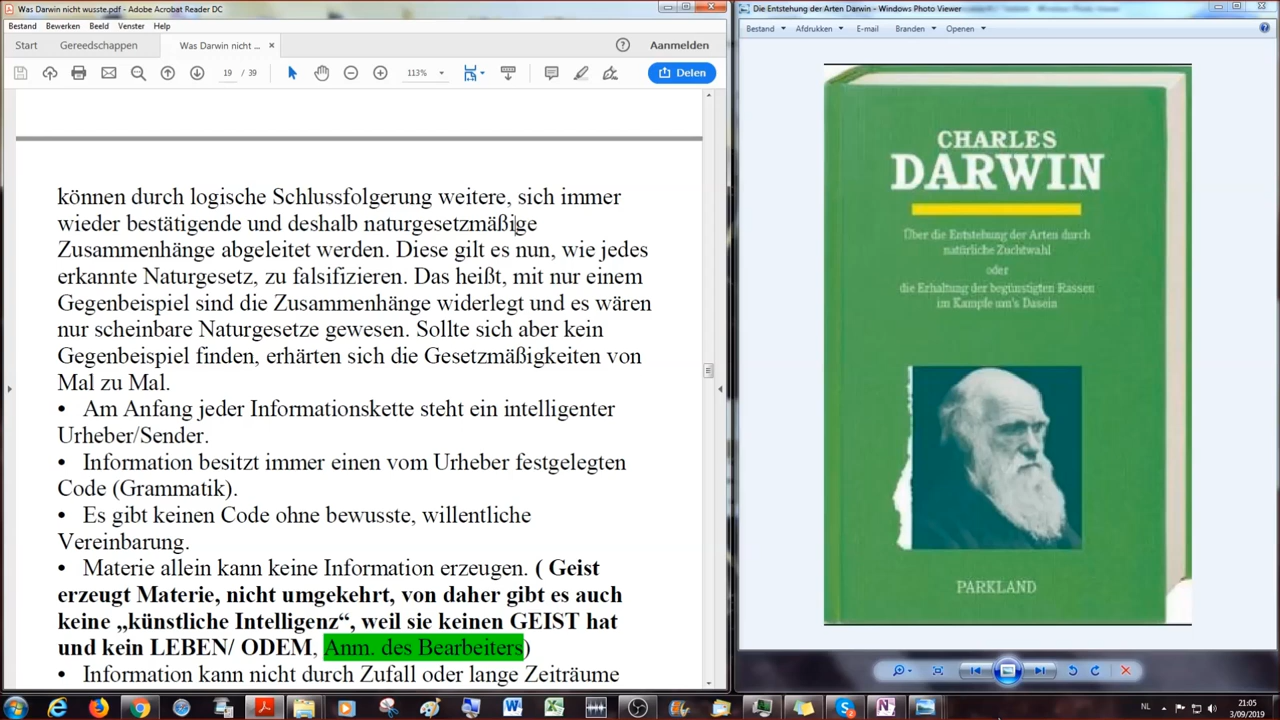 Was Darwin nicht wusste.pdf - Adobe Acrobat Reader DC
Bestand Bewerken Beeld Venster Help
Start Gereedschappen Was Darwin nicht ... × Aanmelden
19 / 39 113% Delen
können durch logische Schlussfolgerung weitere, sich immer
wieder bestätigende und deshalb naturgesetzmäßige
Zusammenhänge abgeleitet werden. Diese gilt es nun, wie jedes
erkannte Naturgesetz, zu falsifizieren. Das heißt, mit nur einem
Gegenbeispiel sind die Zusammenhänge widerlegt und es wären
nur scheinbare Naturgesetze gewesen. Sollte sich aber kein
Gegenbeispiel finden, erhärten sich die Gesetzmäßigkeiten von
Mal zu Mal.
• Am Anfang jeder Informationskette steht ein intelligenter
Urheber/Sender.
• Information besitzt immer einen vom Urheber festgelegten
Code (Grammatik).
• Es gibt keinen Code ohne bewusste, willentliche
Vereinbarung.
• Materie allein kann keine Information erzeugen. ( Geist
erzeugt Materie, nicht umgekehrt, von daher gibt es auch
keine „künstliche Intelligenz“, weil sie keinen GEIST hat
und kein LEBEN/ ODEM, Anm. des Bearbeiters)
• Information kann nicht durch Zufall oder lange Zeiträume
Die Entstehung der Arten Darwin - Windows Photo Viewer
Bestand Afdrukken E-mail Branden Openen
CHARLES
DARWIN
Über die Entstehung der Arten durch
natürliche Zuchtwahl
oder
die Erhaltung der begünstigten Rassen
im Kampfe um's Dasein
PARKLAND
NL 21:05
3/09/2019